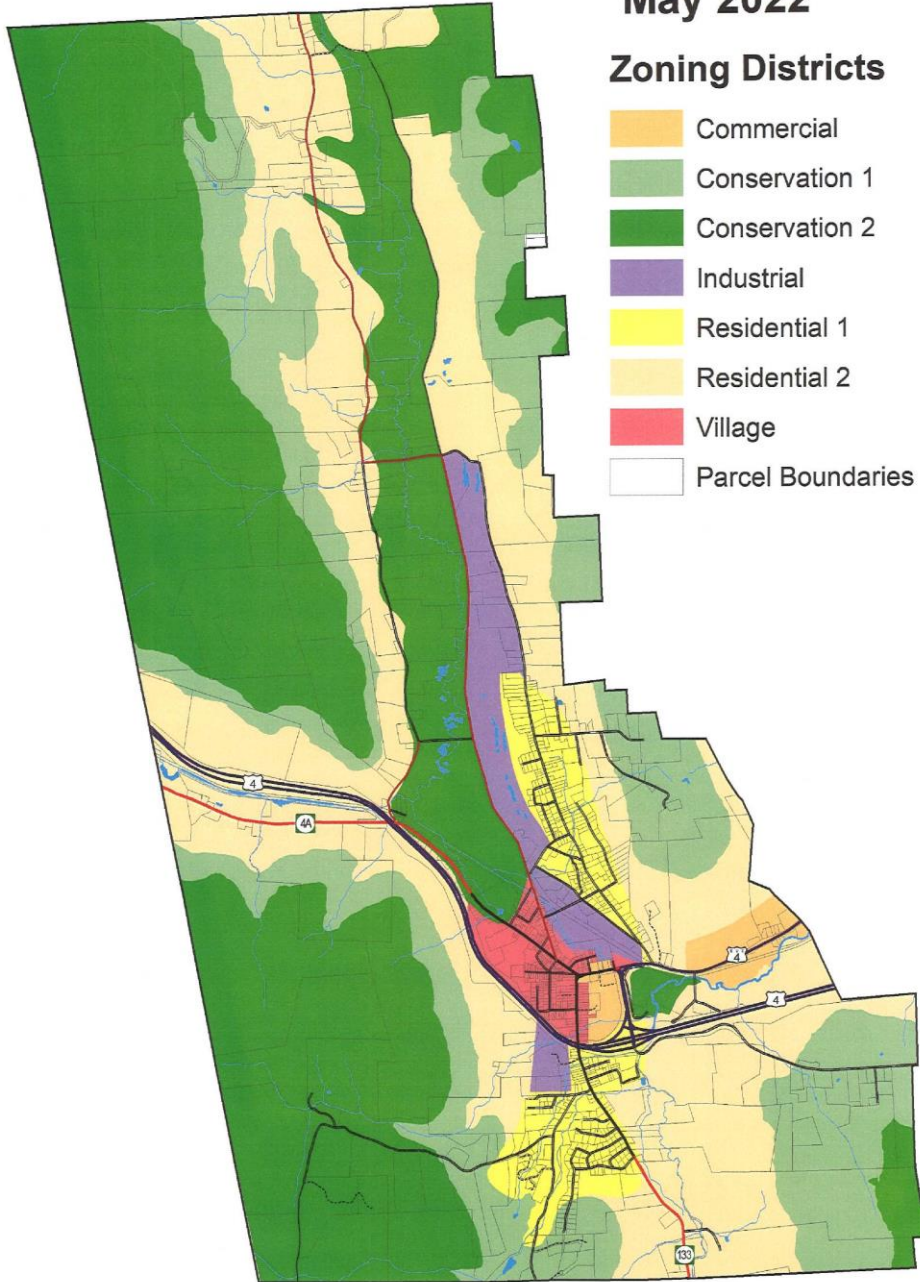 May 2022
Zoning Districts
Commercial
Conservation 1
Conservation 2
Industrial
Residential 1
Residential 2
Village
Parcel Boundaries
4
4A
4
4
133